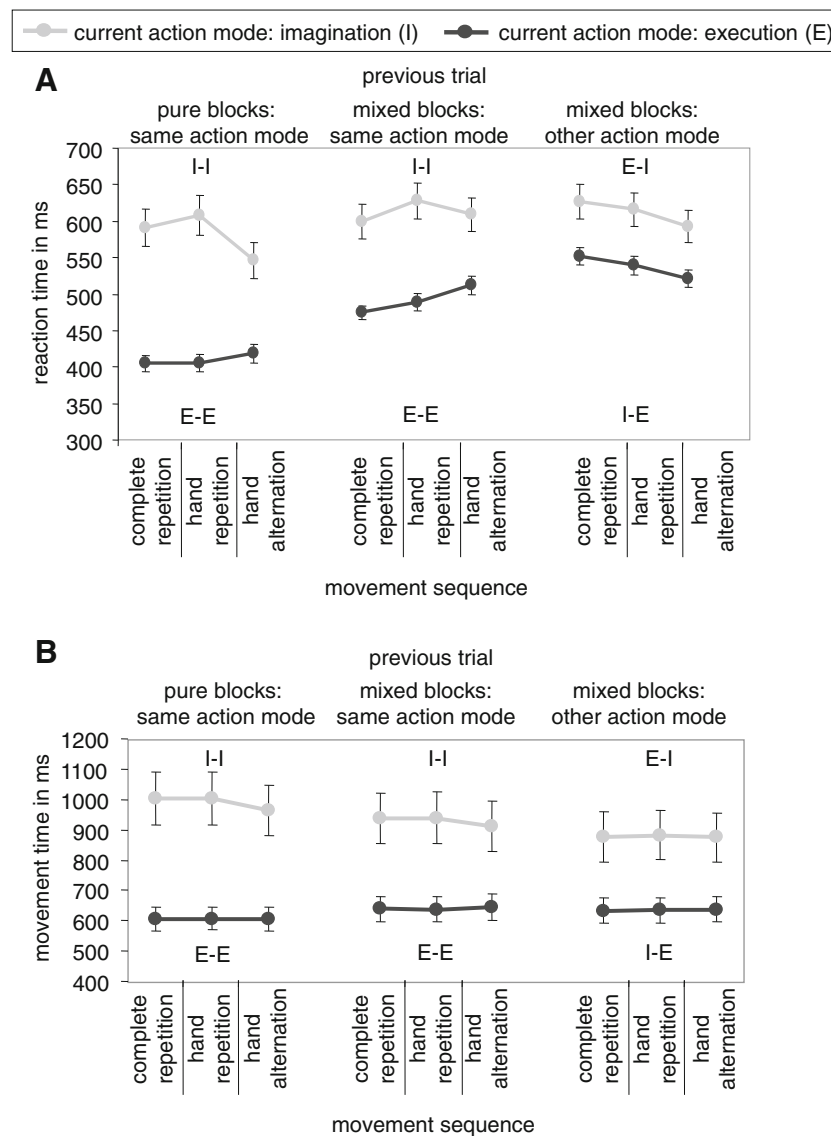 current action mode: imagination (I) current action mode: execution (E)
A
previous trial
pure blocks: mixed blocks: mixed blocks:
same action mode same action mode other action mode
700
650
600
550
500
450
400
350
300
reaction time in ms
I-I I-I E-I
E-E E-E I-E
complete repetition hand repetition hand alternation complete repetition hand repetition hand alternation complete repetition hand repetition hand alternation
movement sequence
B
previous trial
pure blocks: mixed blocks: mixed blocks:
same action mode same action mode other action mode
1200
1100
1000
900
800
700
600
500
400
movement time in ms
I-I I-I E-I
E-E E-E I-E
complete repetition hand repetition hand alternation complete repetition hand repetition hand alternation complete repetition hand repetition hand alternation
movement sequence